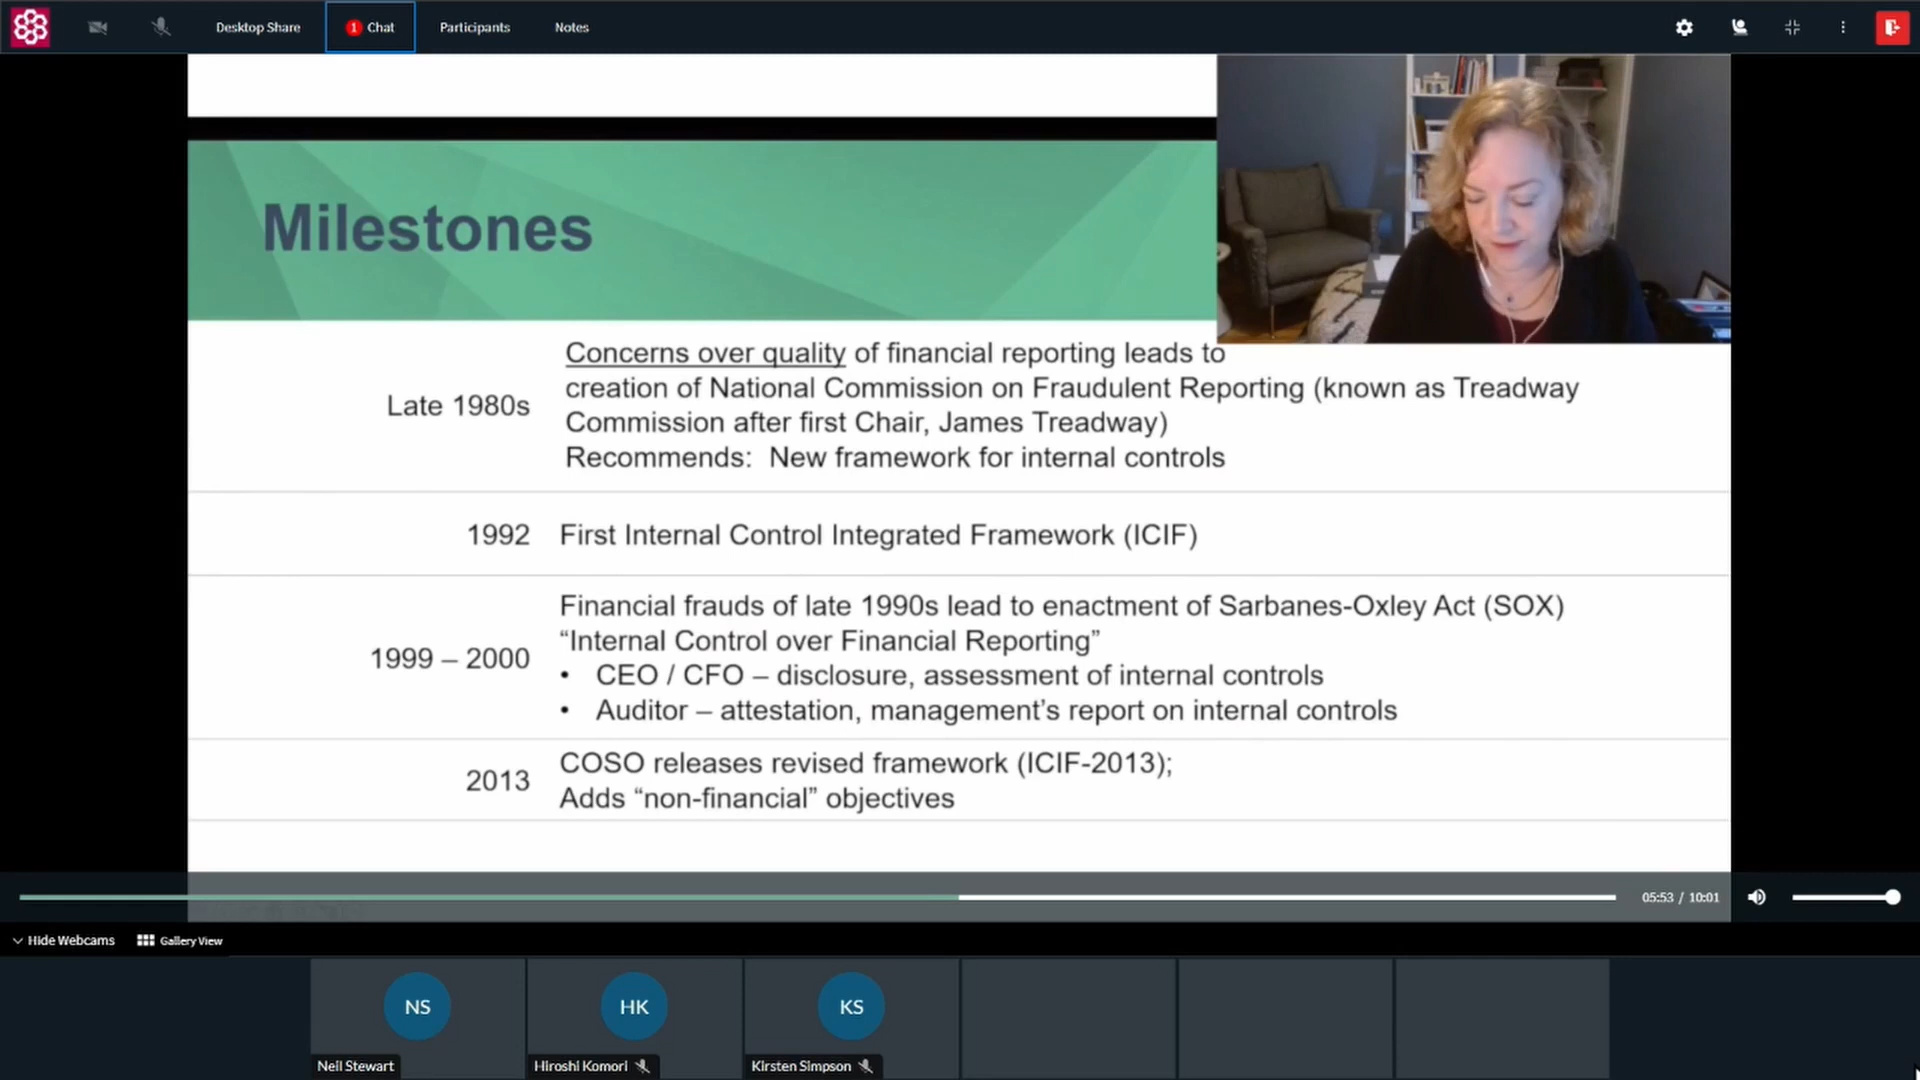 Desktop Share
1 Chat
Participants
Notes
Milestones
Late 1980s
Concerns over quality of financial reporting leads to
creation of National Commission on Fraudulent Reporting (known as Treadway
Commission after first Chair, James Treadway)
Recommends: New framework for internal controls
1992
First Internal Control Integrated Framework (ICIF)
1999 – 2000
Financial frauds of late 1990s lead to enactment of Sarbanes-Oxley Act (SOX)
“Internal Control over Financial Reporting”
• CEO / CFO – disclosure, assessment of internal controls
• Auditor – attestation, management’s report on internal controls
2013
COSO releases revised framework (ICIF-2013);
Adds “non-financial” objectives
05:53 / 10:01
Hide Webcams
Gallery View
NS
HK
KS
Neil Stewart
Hiroshi Komori
Kirsten Simpson